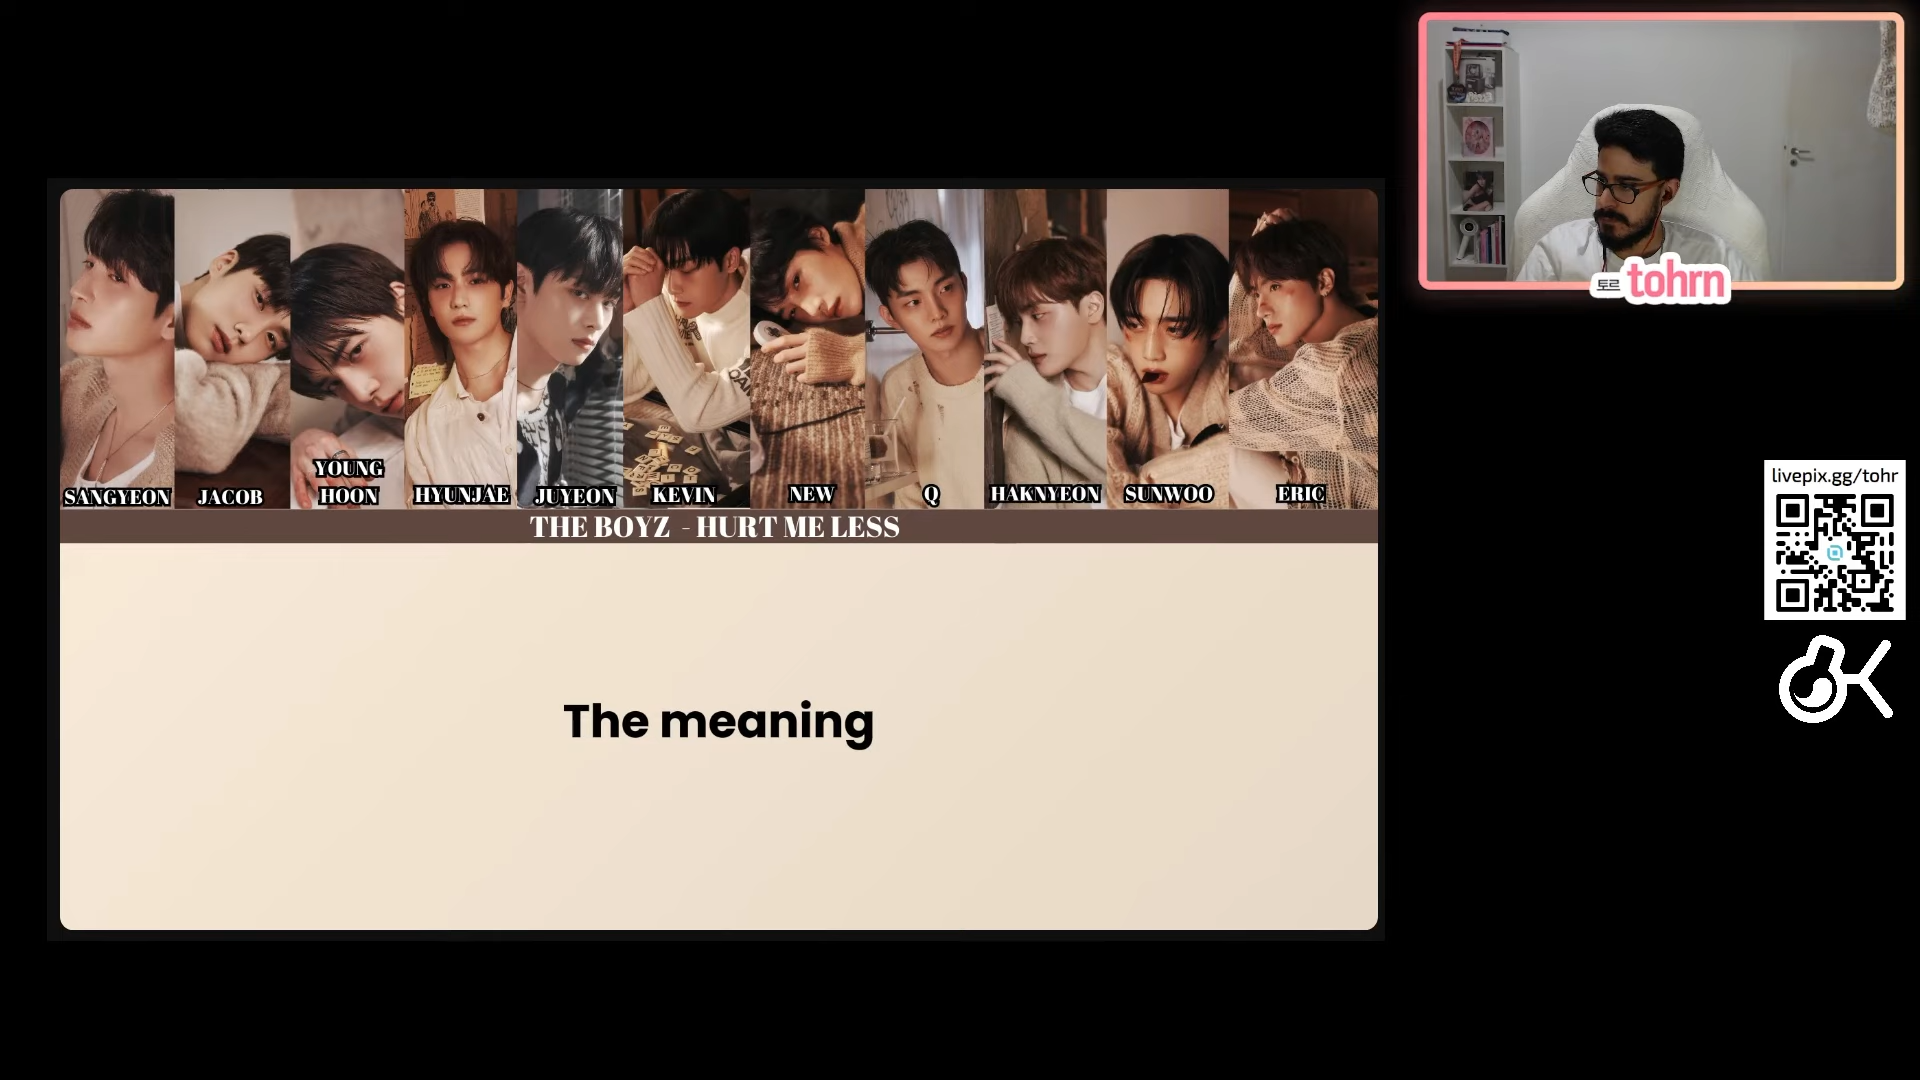 토르 tohrn
SANGYEON
JACOB
YOUNG
HOON
HYUNJAE
JUYEON
KEVIN
NEW
Q
HAKNYEON
SUNWOO
ERIC
THE BOYZ - HURT ME LESS
livepix.gg/tohr
The meaning